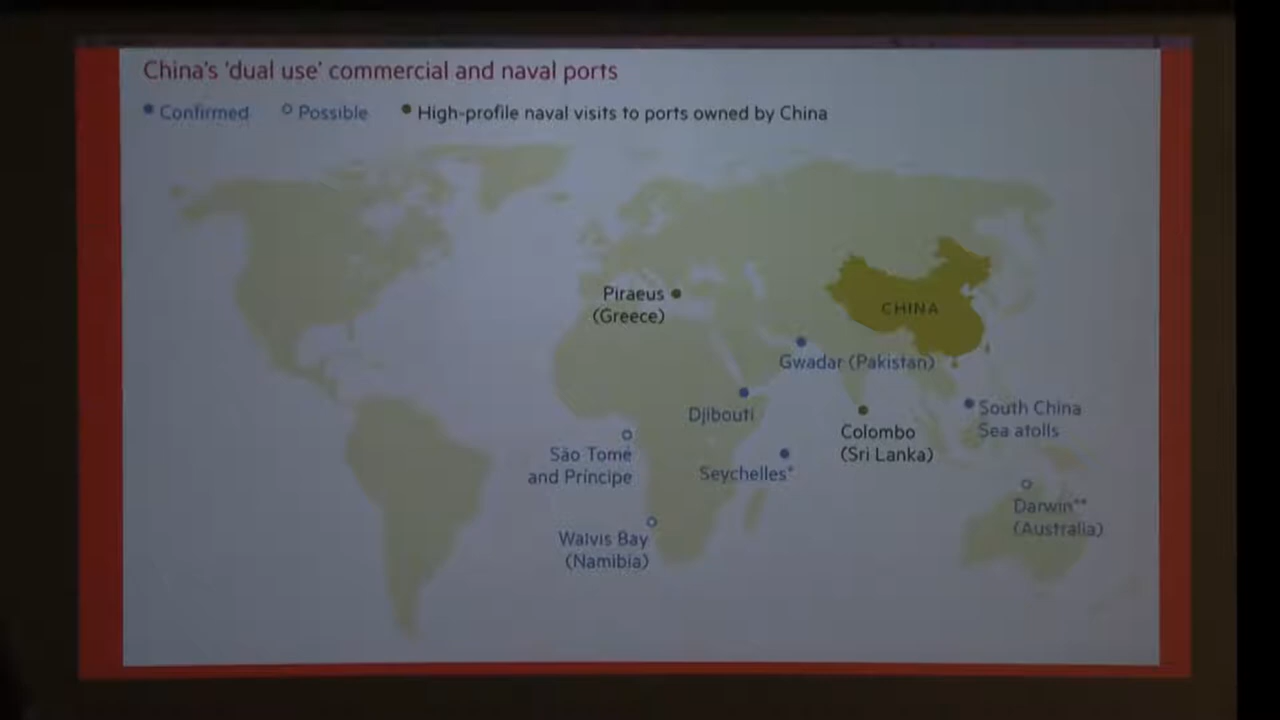 China's 'dual use' commercial and naval ports
Confirmed Possible High-profile naval visits to ports owned by China
CHINA
Piraeus
(Greece)
Gwadar (Pakistan)
Djibouti
South China
Sea atolls
Colombo
(Sri Lanka)
São Tomé
and Príncipe
Seychelles*
Darwin**
(Australia)
Walvis Bay
(Namibia)